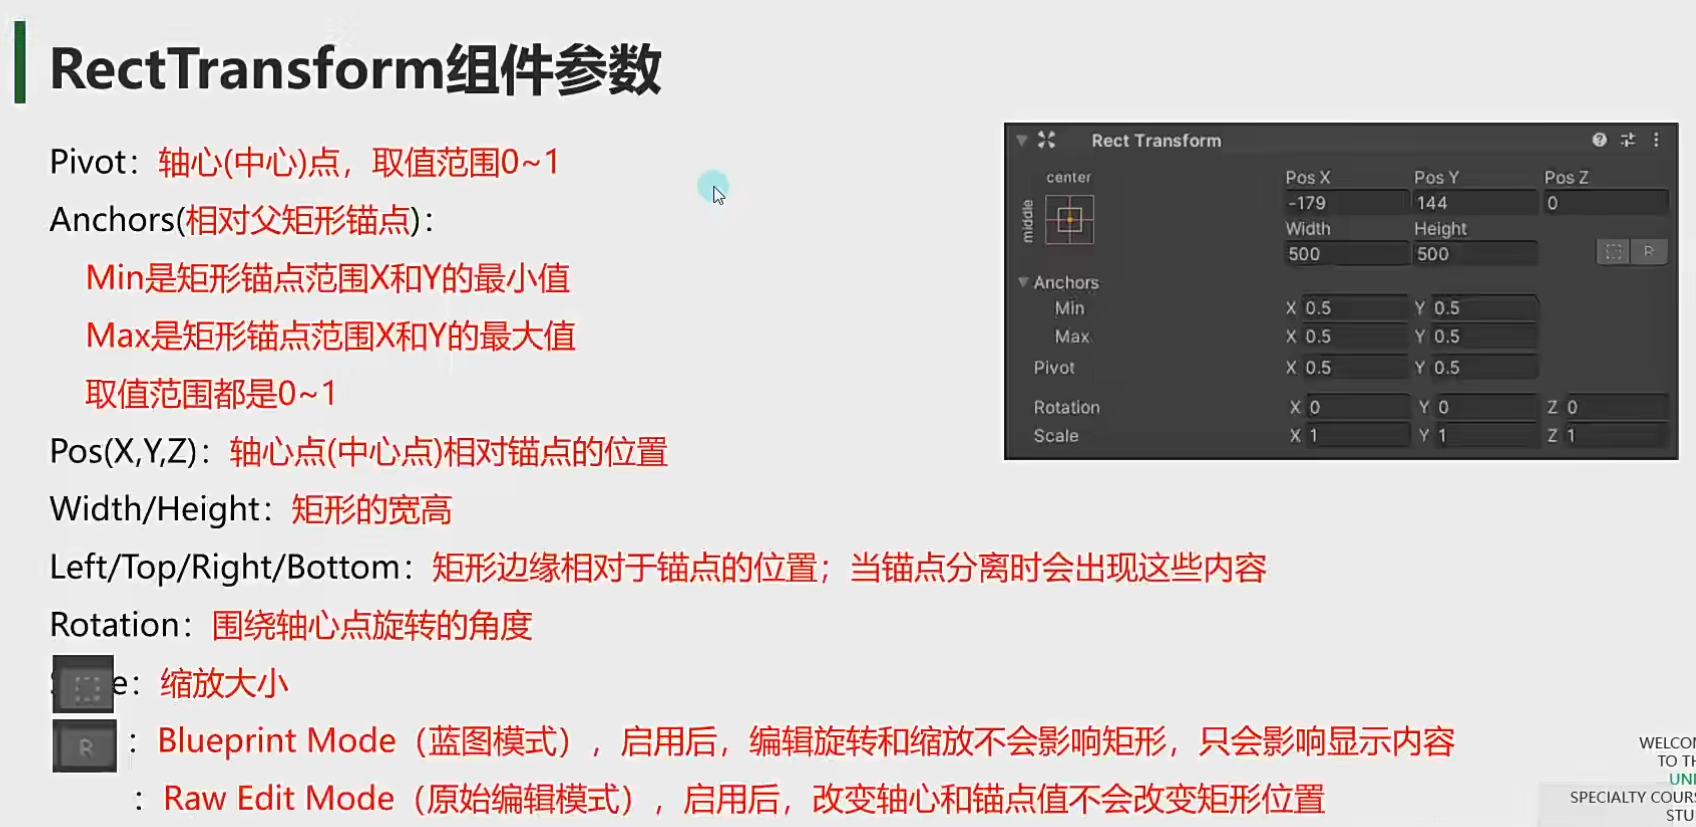 RectTransform组件参数
Pivot：轴心(中心)点，取值范围0~1
Anchors(相对父矩形锚点)：
Min是矩形锚点范围X和Y的最小值
Max是矩形锚点范围X和Y的最大值
取值范围都是0~1
Pos(X,Y,Z)：轴心点(中心点)相对锚点的位置
Width/Height：矩形的宽高
Left/Top/Right/Bottom：矩形边缘相对于锚点的位置；当锚点分离时会出现这些内容
Rotation：围绕轴心点旋转的角度
e：缩放大小
R ：Blueprint Mode（蓝图模式），启用后，编辑旋转和缩放不会影响矩形，只会影响显示内容
：Raw Edit Mode（原始编辑模式），启用后，改变轴心和锚点值不会改变矩形位置
Rect Transform
center
middle
Pos X Pos Y Pos Z
-179 144 0
Width Height
500 500 R
Anchors
Min X 0.5 Y 0.5
Max X 0.5 Y 0.5
Pivot X 0.5 Y 0.5
Rotation X 0 Y 0 Z 0
Scale X 1 Y 1 Z 1
WELCO
TO TH
UNI
SPECIALTY COURS
STU